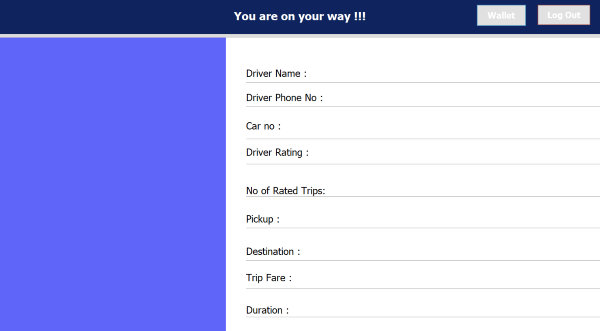 You are on your way !!!
Wallet
Log Out
Driver Name :
Driver Phone No :
Car no :
Driver Rating :
No of Rated Trips:
Pickup :
Destination :
Trip Fare :
Duration :